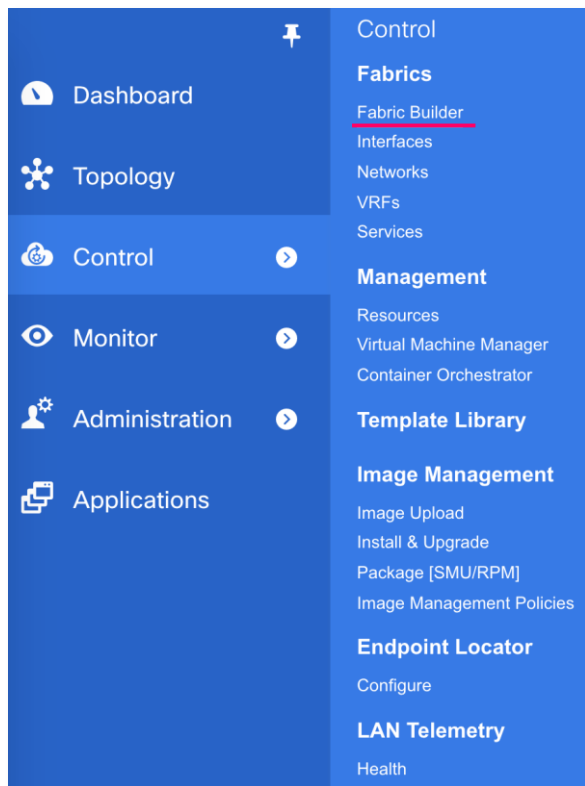 Dashboard
Topology
Control
Monitor
Administration
Applications
Control
Fabrics
Fabric Builder
Interfaces
Networks
VRFs
Services
Management
Resources
Virtual Machine Manager
Container Orchestrator
Template Library
Image Management
Image Upload
Install & Upgrade
Package [SMU/RPM]
Image Management Policies
Endpoint Locator
Configure
LAN Telemetry
Health